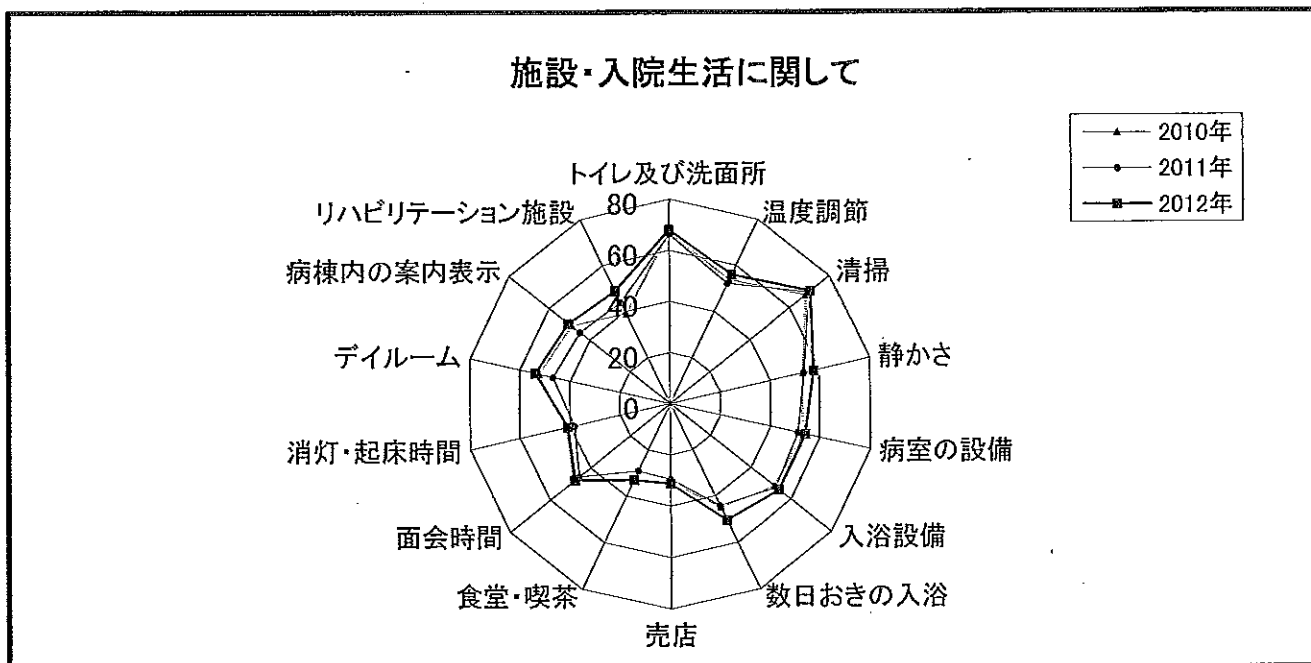 施設・入院生活に関して
2010年
2011年
2012年
トイレ及び洗面所
温度調節
清掃
静かさ
病室の設備
入浴設備
数日おきの入浴
売店
食堂・喫茶
面会時間
消灯・起床時間
デイルーム
病棟内の案内表示
リハビリテーション施設
80
60
40
20
0